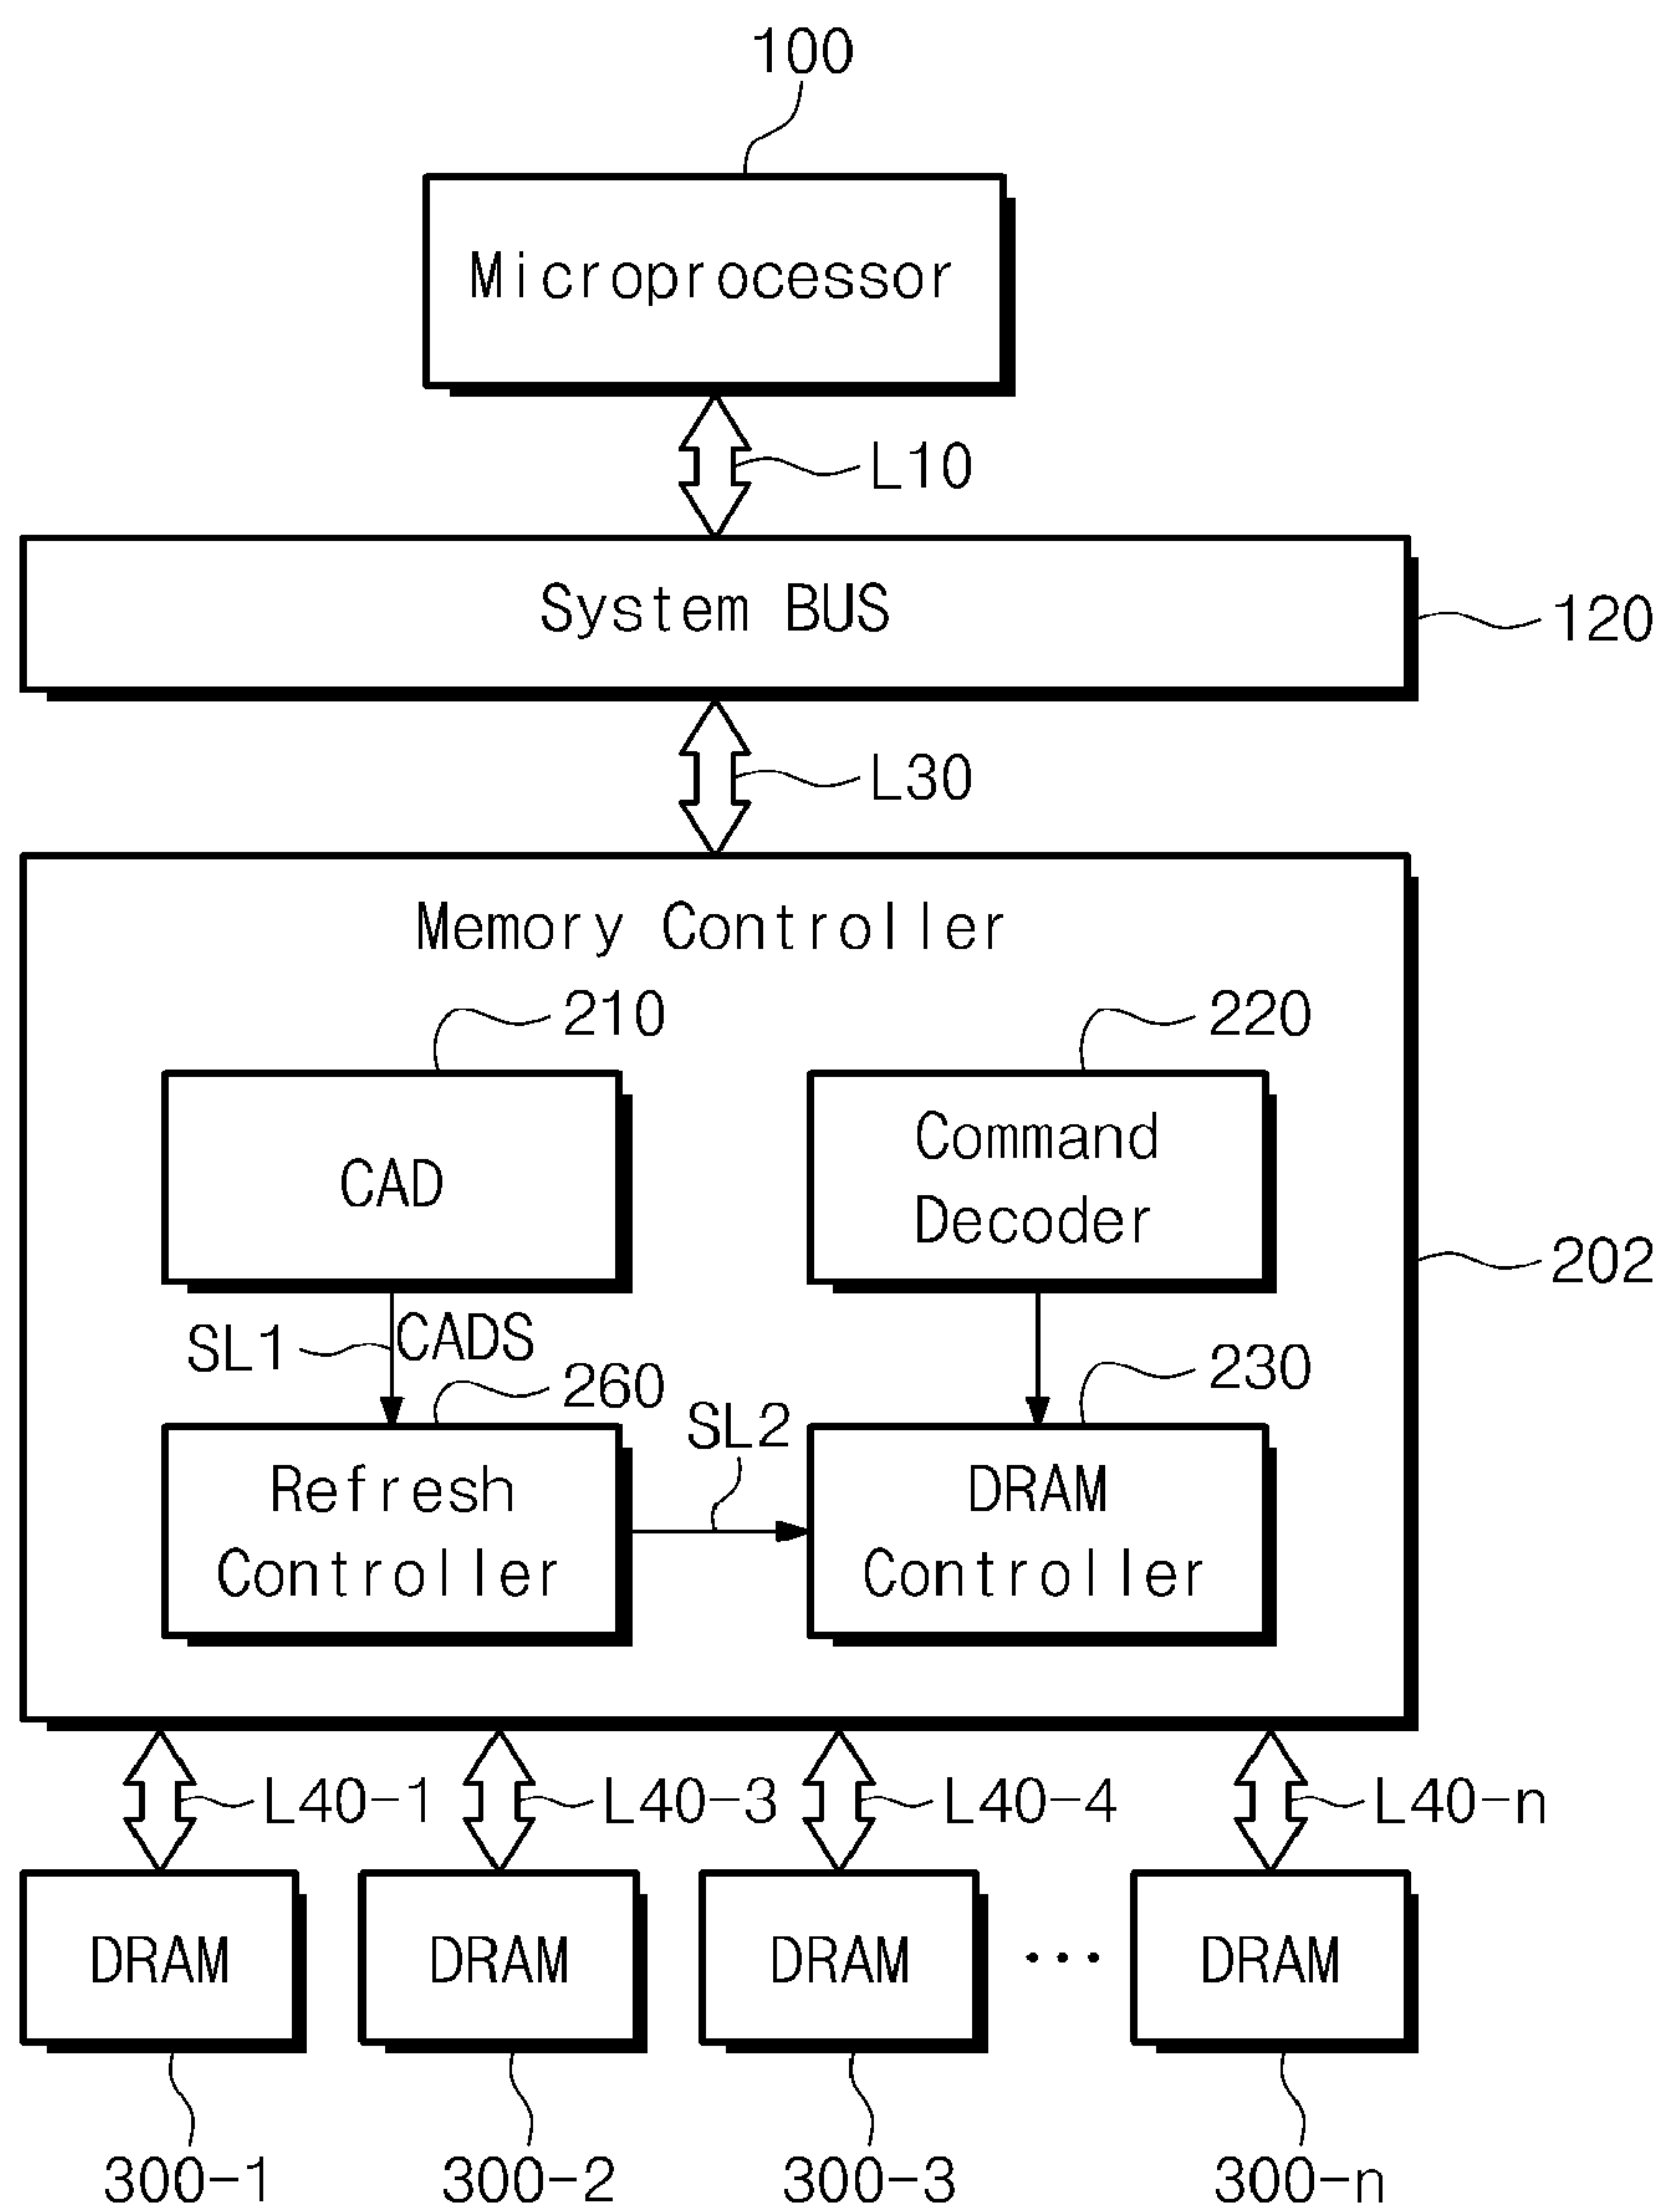 100
Microprocessor
L10
System BUS
120
L30
Memory Controller
210
220
CAD
Command
Decoder
202
SL1
CADS
260
230
SL2
Refresh
Controller
DRAM
Controller
L40-1
L40-3
L40-4
L40-n
DRAM
DRAM
DRAM
...
DRAM
300-1
300-2
300-3
300-n